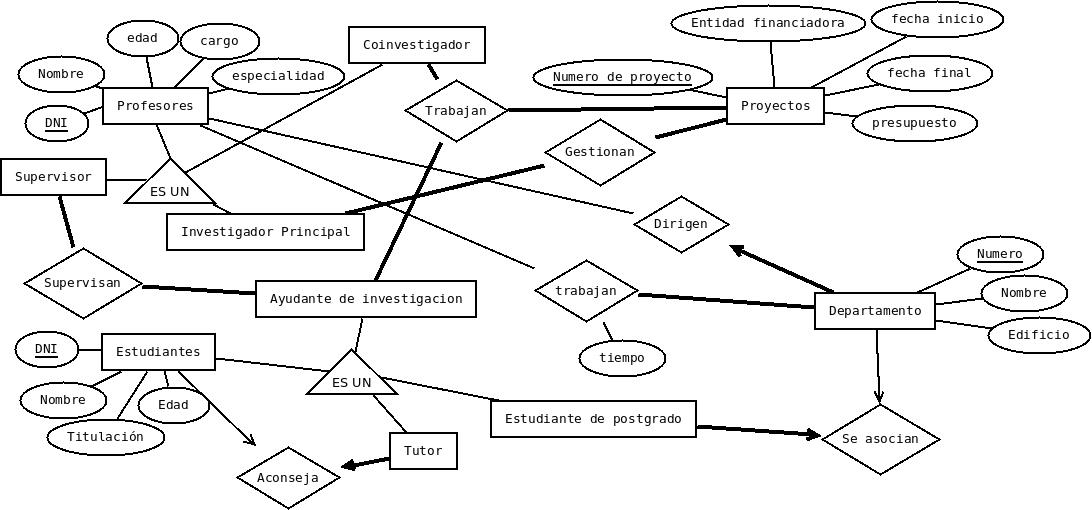 Entidad financiadora
fecha inicio
edad
cargo
Coinvestigador
Nombre
especialidad
Numero de proyecto
fecha final
Profesores
Trabajan
Proyectos
DNI
presupuesto
Gestionan
Supervisor
ES UN
Investigador Principal
Dirigen
Numero
Supervisan
Ayudante de investigacion
trabajan
Nombre
Departamento
Edificio
DNI
Estudiantes
tiempo
ES UN
Nombre
Edad
Estudiante de postgrado
Titulación
Tutor
Se asocian
Aconseja